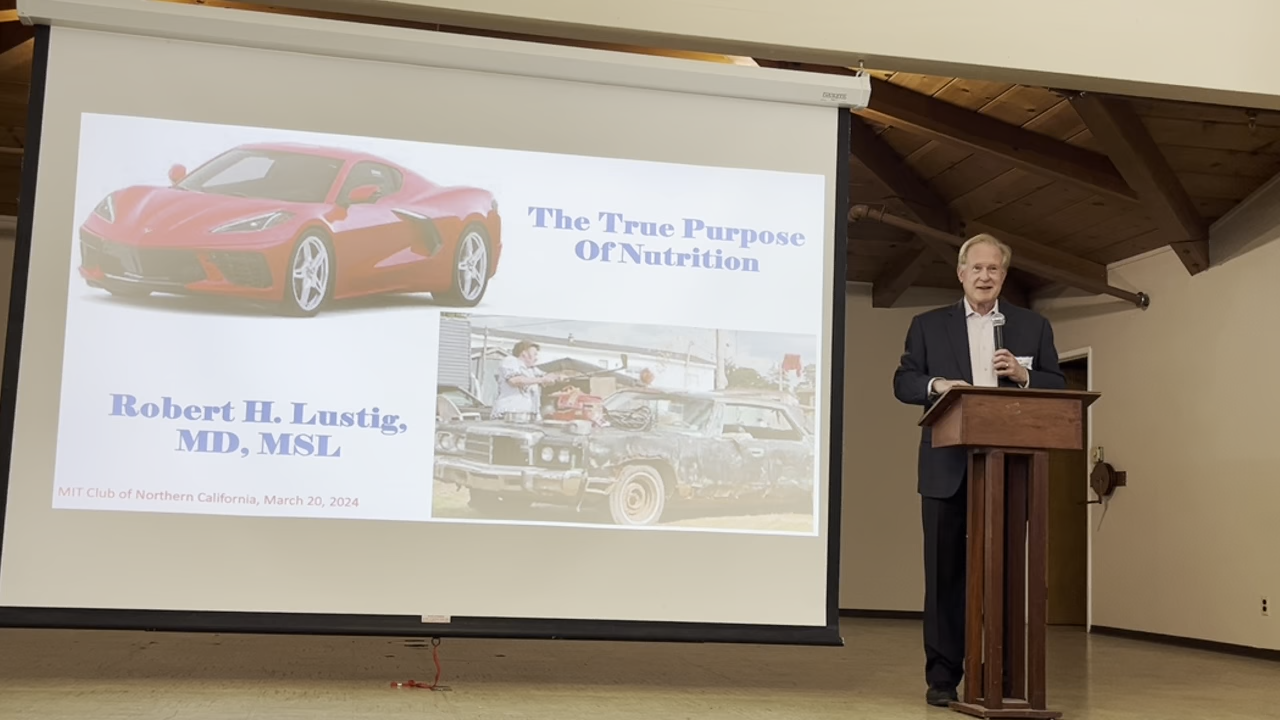 The True Purpose
Of Nutrition
Robert H. Lustig,
MD, MSL
MIT Club of Northern California, March 20, 2024